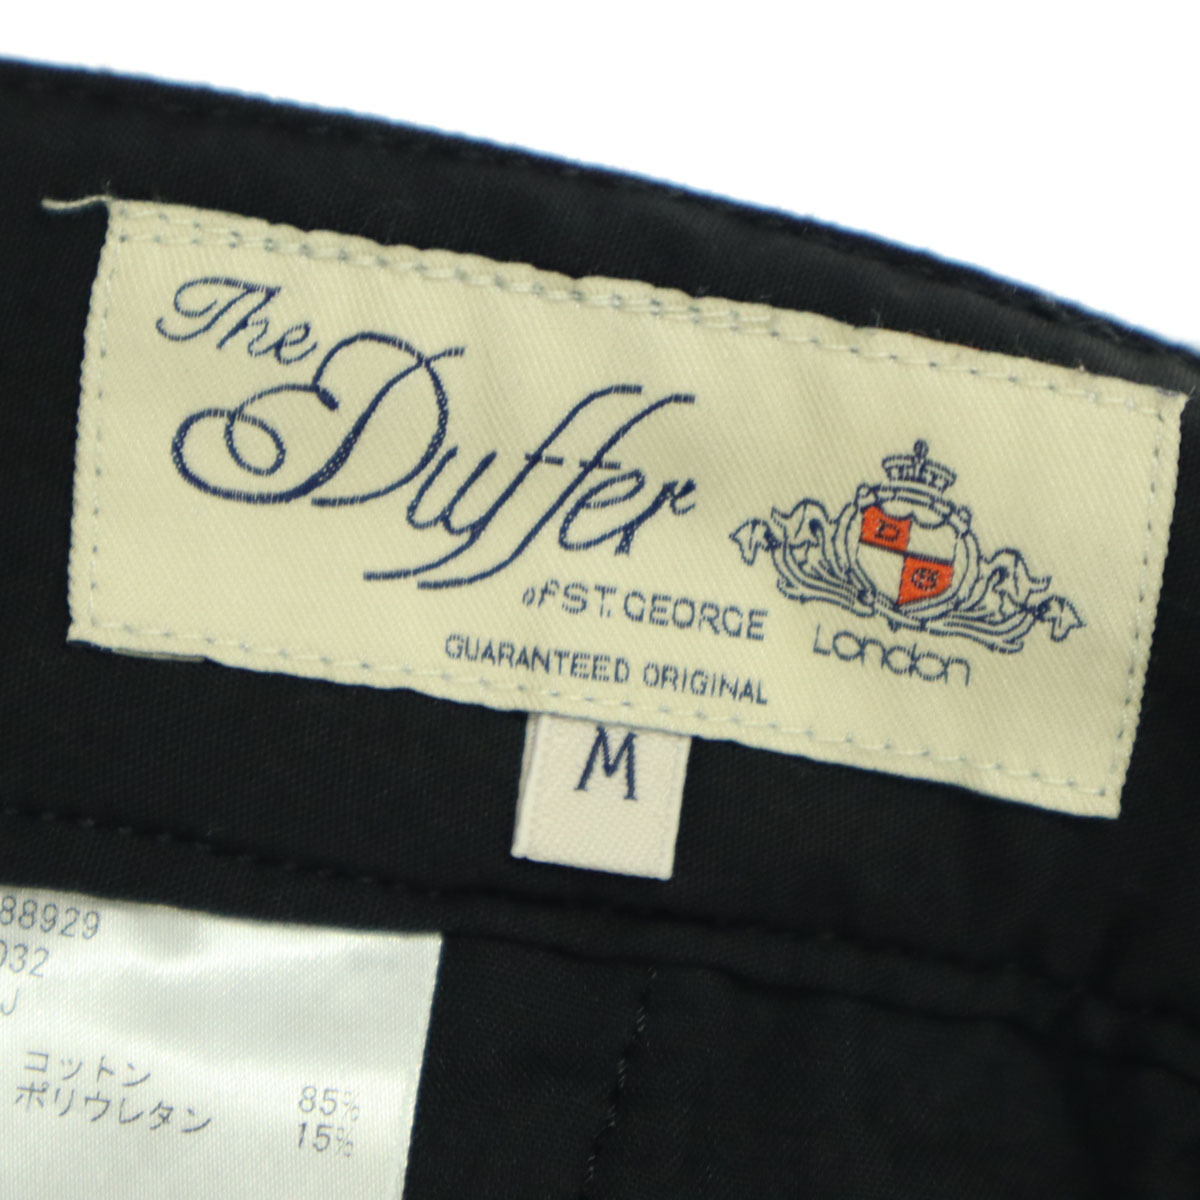 The
Duffer
of ST. GEORGE
GUARANTEED ORIGINAL
D
G
London
M
88929
032
J
コットン 85%
ポリウレタン 15%